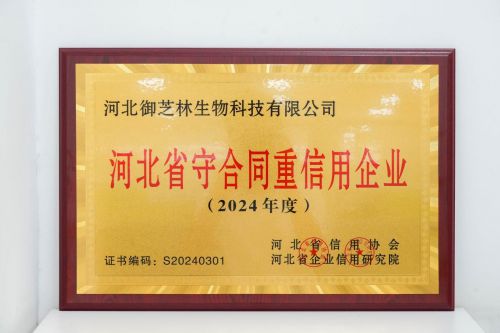 河北御芝林生物科技有限公司
河北省守合同重信用企业
（2024年度）
河北省信用协会
证书编码：S20240301 河北省企业信用研究院